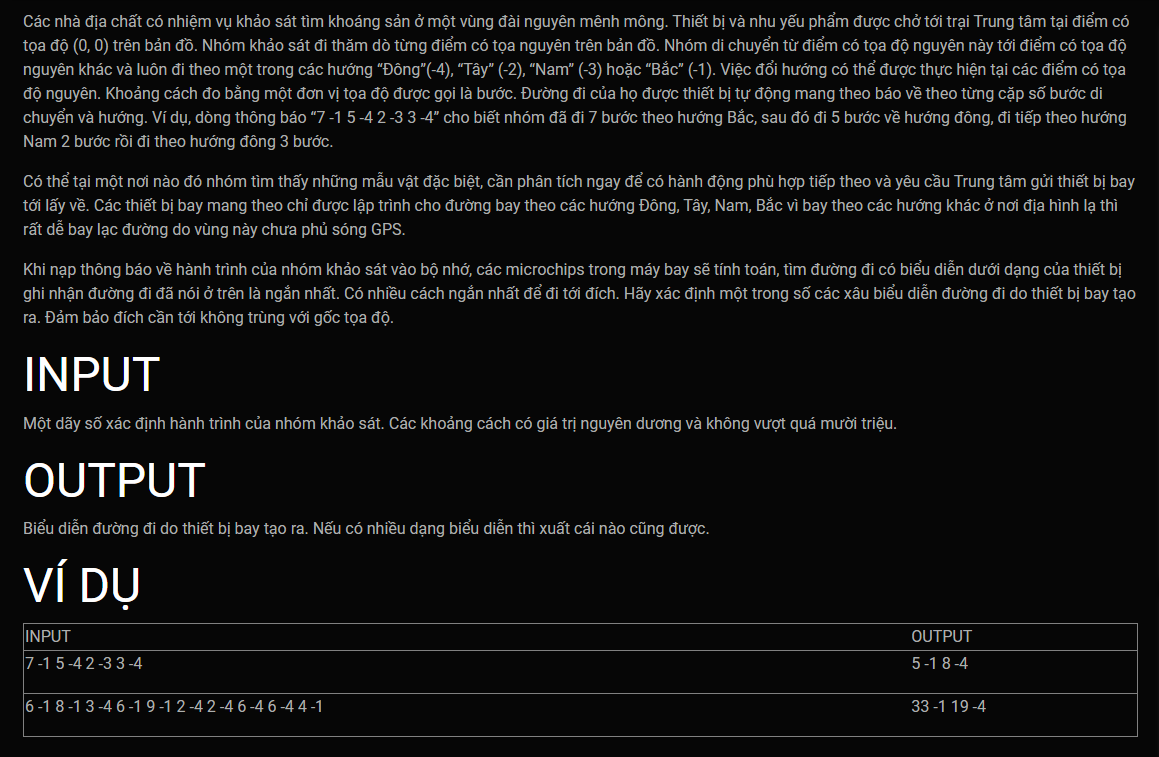 Các nhà địa chất có nhiệm vụ khảo sát tìm khoáng sản ở một vùng đài nguyên mênh mông. Thiết bị và nhu yếu phẩm được chở tới trại Trung tâm tại điểm có
tọa độ (0, 0) trên bản đồ. Nhóm khảo sát đi thăm dò từng điểm có tọa nguyên trên bản đồ. Nhóm di chuyển từ điểm có tọa độ nguyên này tới điểm có tọa độ
nguyên khác và luôn đi theo một trong các hướng “Đông”(-4), “Tây” (-2), “Nam” (-3) hoặc “Bắc” (-1). Việc đổi hướng có thể được thực hiện tại các điểm có tọa
độ nguyên. Khoảng cách đo bằng một đơn vị tọa độ được gọi là bước. Đường đi của họ được thiết bị tự động mang theo báo về theo từng cặp số bước di
chuyển và hướng. Ví dụ, dòng thông báo “7 -1 5 -4 2 -3 3 -4” cho biết nhóm đã đi 7 bước theo hướng Bắc, sau đó đi 5 bước về hướng đông, đi tiếp theo hướng
Nam 2 bước rồi đi theo hướng đông 3 bước.
Có thể tại một nơi nào đó nhóm tìm thấy những mẫu vật đặc biệt, cần phân tích ngay để có hành động phù hợp tiếp theo và yêu cầu Trung tâm gửi thiết bị bay
tới lấy về. Các thiết bị bay mang theo chỉ được lập trình cho đường bay theo các hướng Đông, Tây, Nam, Bắc vì bay theo các hướng khác ở nơi địa hình lạ thì
rất dễ bay lạc đường do vùng này chưa phủ sóng GPS.
Khi nạp thông báo về hành trình của nhóm khảo sát vào bộ nhớ, các microchips trong máy bay sẽ tính toán, tìm đường đi có biểu diễn dưới dạng của thiết bị
ghi nhận đường đi đã nói ở trên là ngắn nhất. Có nhiều cách ngắn nhất để đi tới đích. Hãy xác định một trong số các xâu biểu diễn đường đi do thiết bị bay tạo
ra. Đảm bảo đích cần tới không trùng với gốc tọa độ.
INPUT
Một dãy số xác định hành trình của nhóm khảo sát. Các khoảng cách có giá trị nguyên dương và không vượt quá mười triệu.
OUTPUT
Biểu diễn đường đi do thiết bị bay tạo ra. Nếu có nhiều dạng biểu diễn thì xuất cái nào cũng được.
VÍ DỤ
INPUT OUTPUT
7 -1 5 -4 2 -3 3 -4 5 -1 8 -4
6 -1 8 -1 3 -4 6 -1 9 -1 2 -4 2 -4 6 -4 6 -4 4 -1 33 -1 19 -4